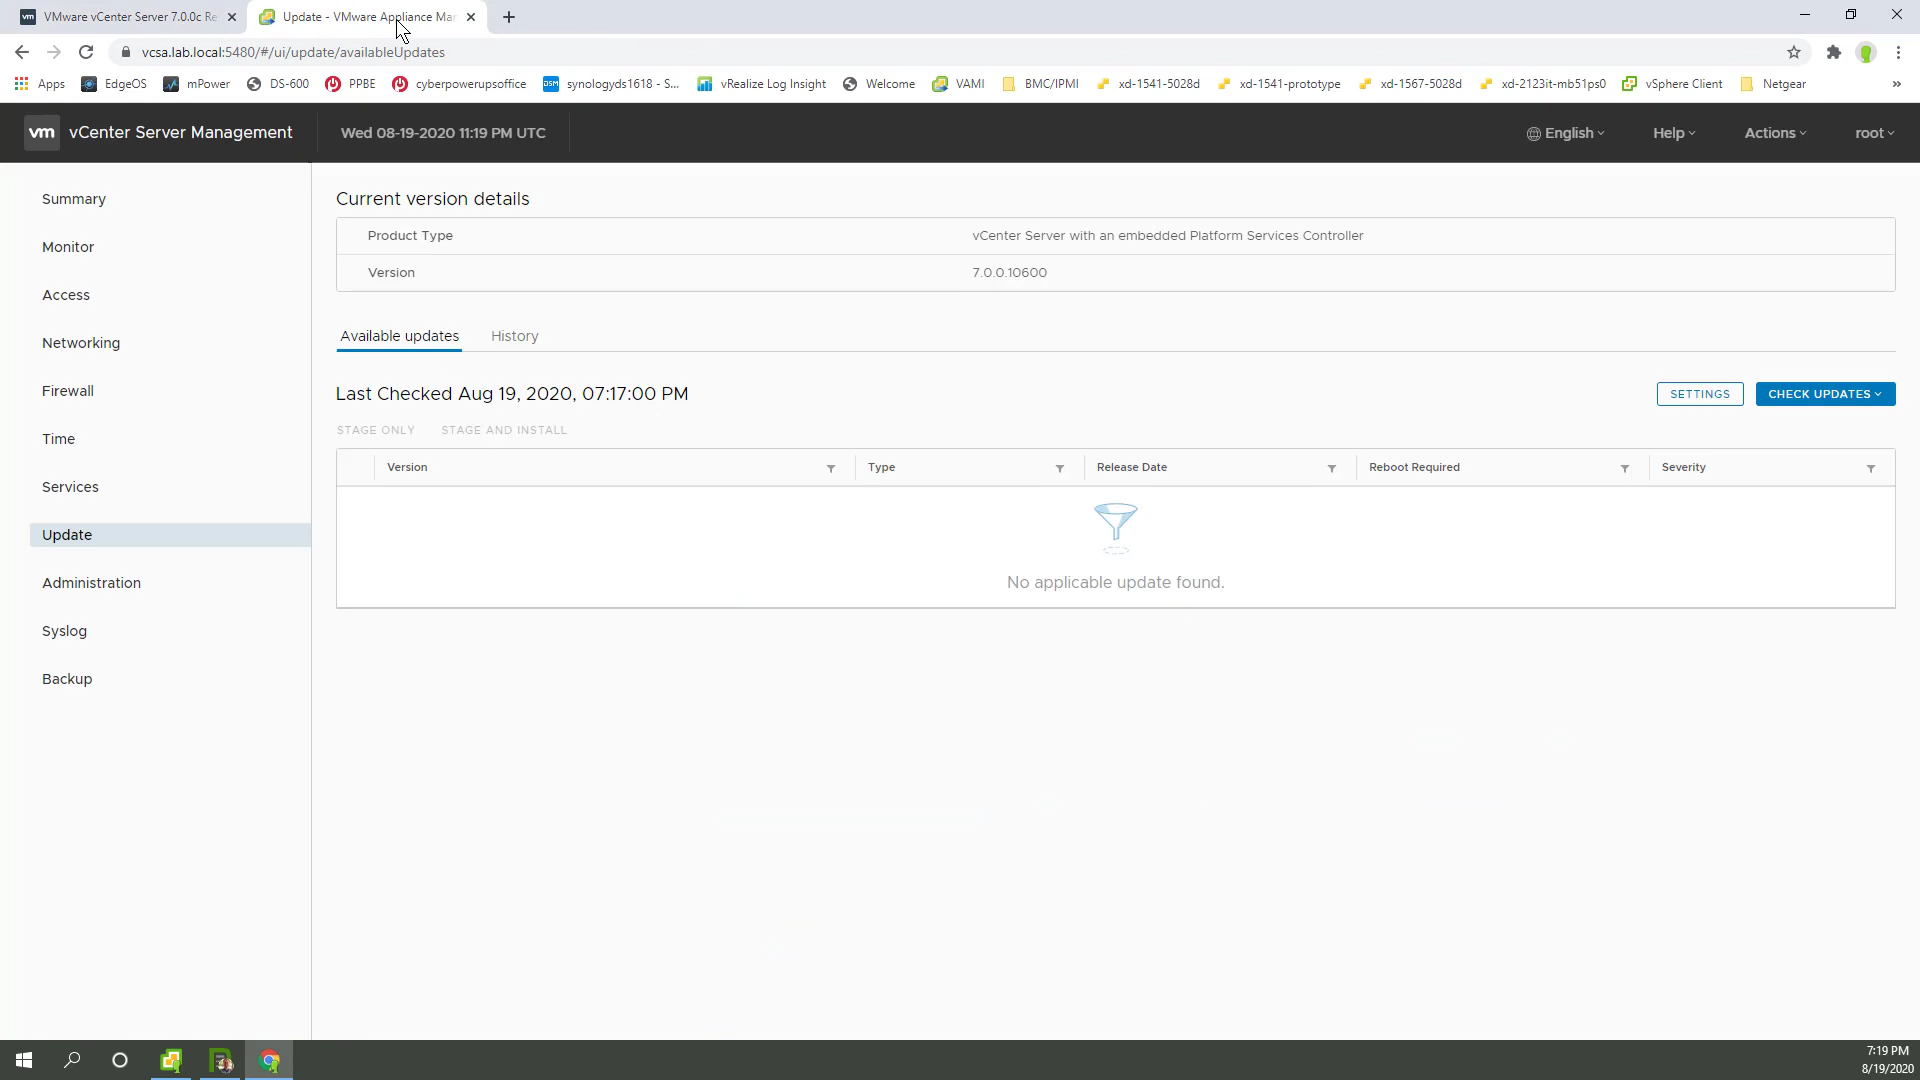 VMware vCenter Server 7.0.0c Re
Update - VMware Appliance Man
vcsa.lab.local:5480/#/ui/update/availableUpdates
Apps EdgeOS mPower DS-600 PPBE cyberpowerupsoffice DSM synologyds1618 - S... vRealize Log Insight Welcome VAMI BMC/IPMI xd-1541-5028d xd-1541-prototype xd-1567-5028d xd-2123it-mb51ps0 vSphere Client Netgear »
vm vCenter Server Management Wed 08-19-2020 11:19 PM UTC English Help Actions root
Summary
Monitor
Access
Networking
Firewall
Time
Services
Update
Administration
Syslog
Backup
Current version details
Product Type vCenter Server with an embedded Platform Services Controller
Version 7.0.0.10600
Available updates History
Last Checked Aug 19, 2020, 07:17:00 PM SETTINGS CHECK UPDATES
STAGE ONLY STAGE AND INSTALL
Version Type Release Date Reboot Required Severity
No applicable update found.
7:19 PM
8/19/2020